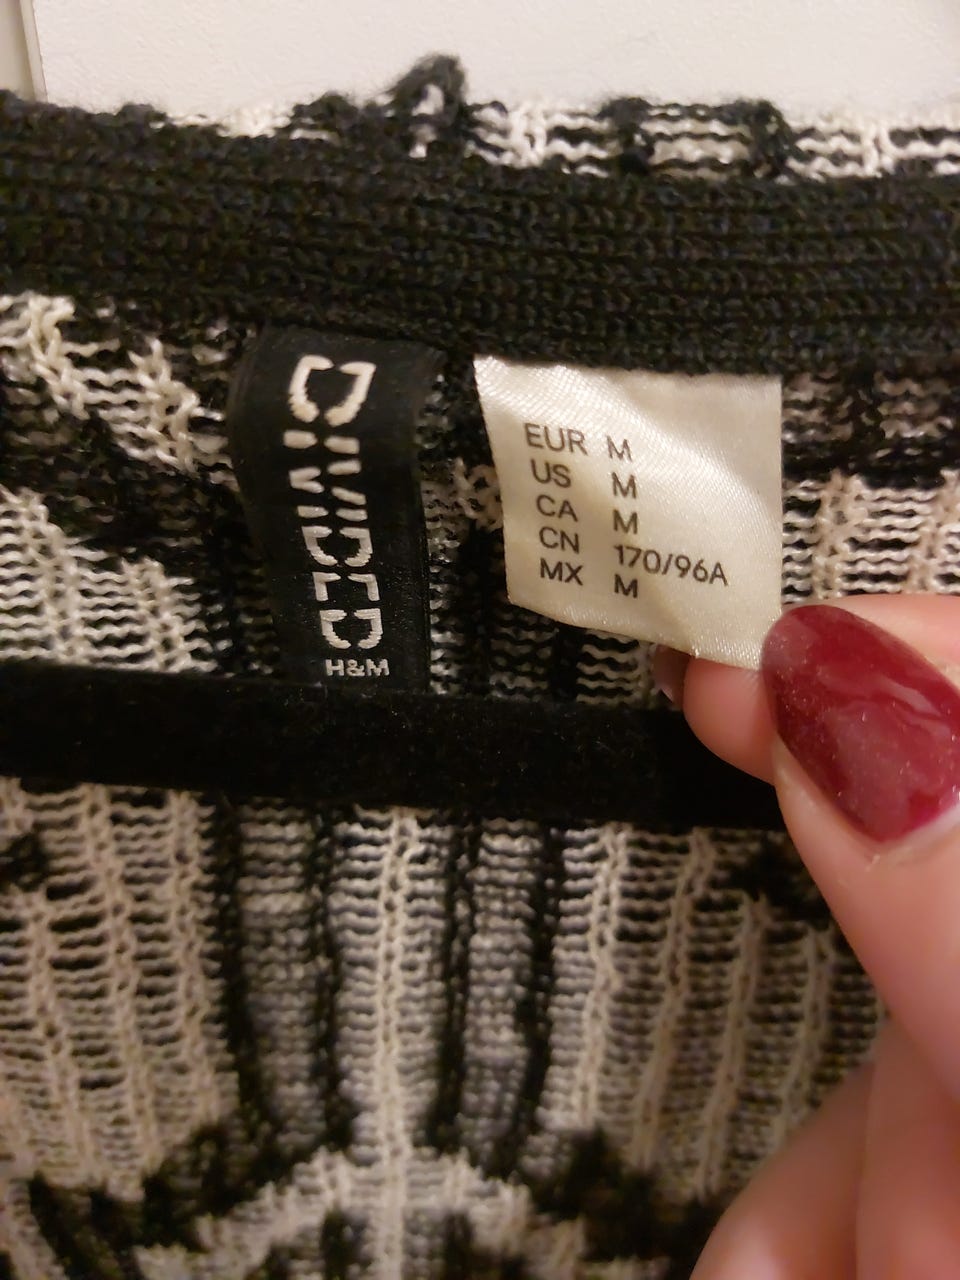 DIVIDED
H&M
EUR M
US M
CA M
CN 170/96A
MX M